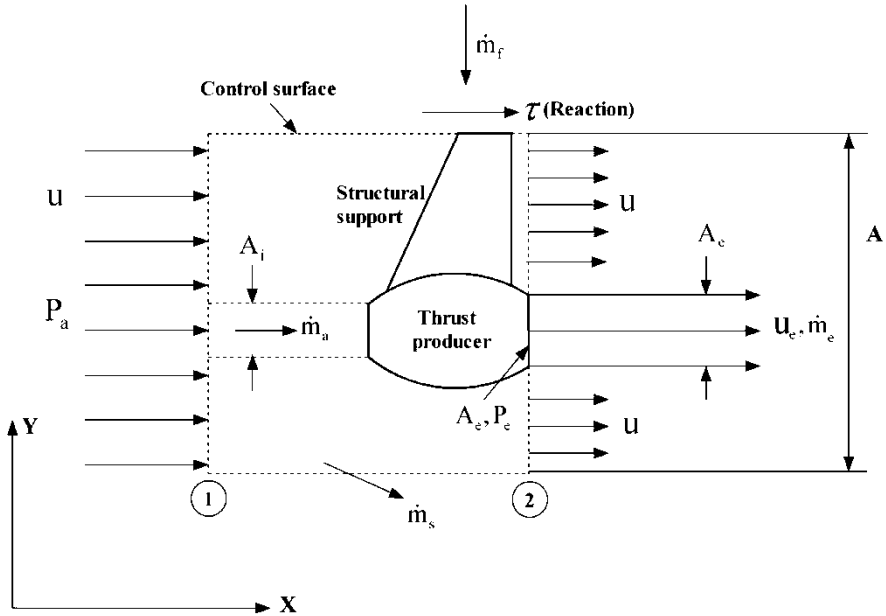 ṁf
Control surface
τ (Reaction)
u
Structural
support
u
Ai
Ae
A
Pa
ṁa
Thrust
producer
ue, ṁe
Ae, Pe
u
Y
1
2
ṁs
X